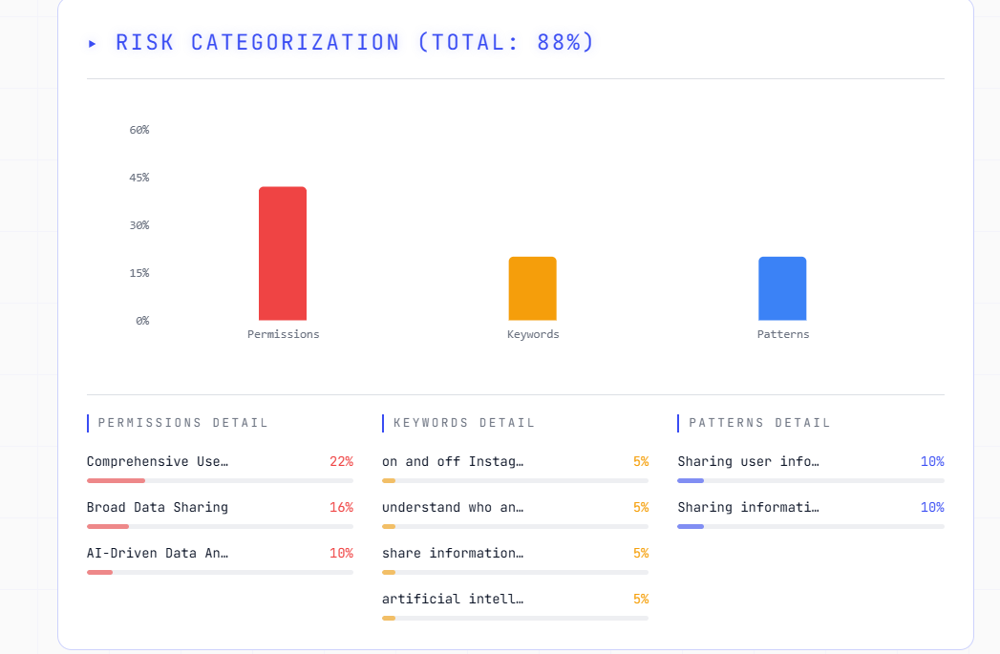 ▸ RISK CATEGORIZATION (TOTAL: 88%)
60%
45%
30%
15%
0%
Permissions
Keywords
Patterns
PERMISSIONS DETAIL
Comprehensive Use… 22%
Broad Data Sharing 16%
AI-Driven Data An… 10%
KEYWORDS DETAIL
on and off Instag… 5%
understand who an… 5%
share information… 5%
artificial intell… 5%
PATTERNS DETAIL
Sharing user info… 10%
Sharing informati… 10%